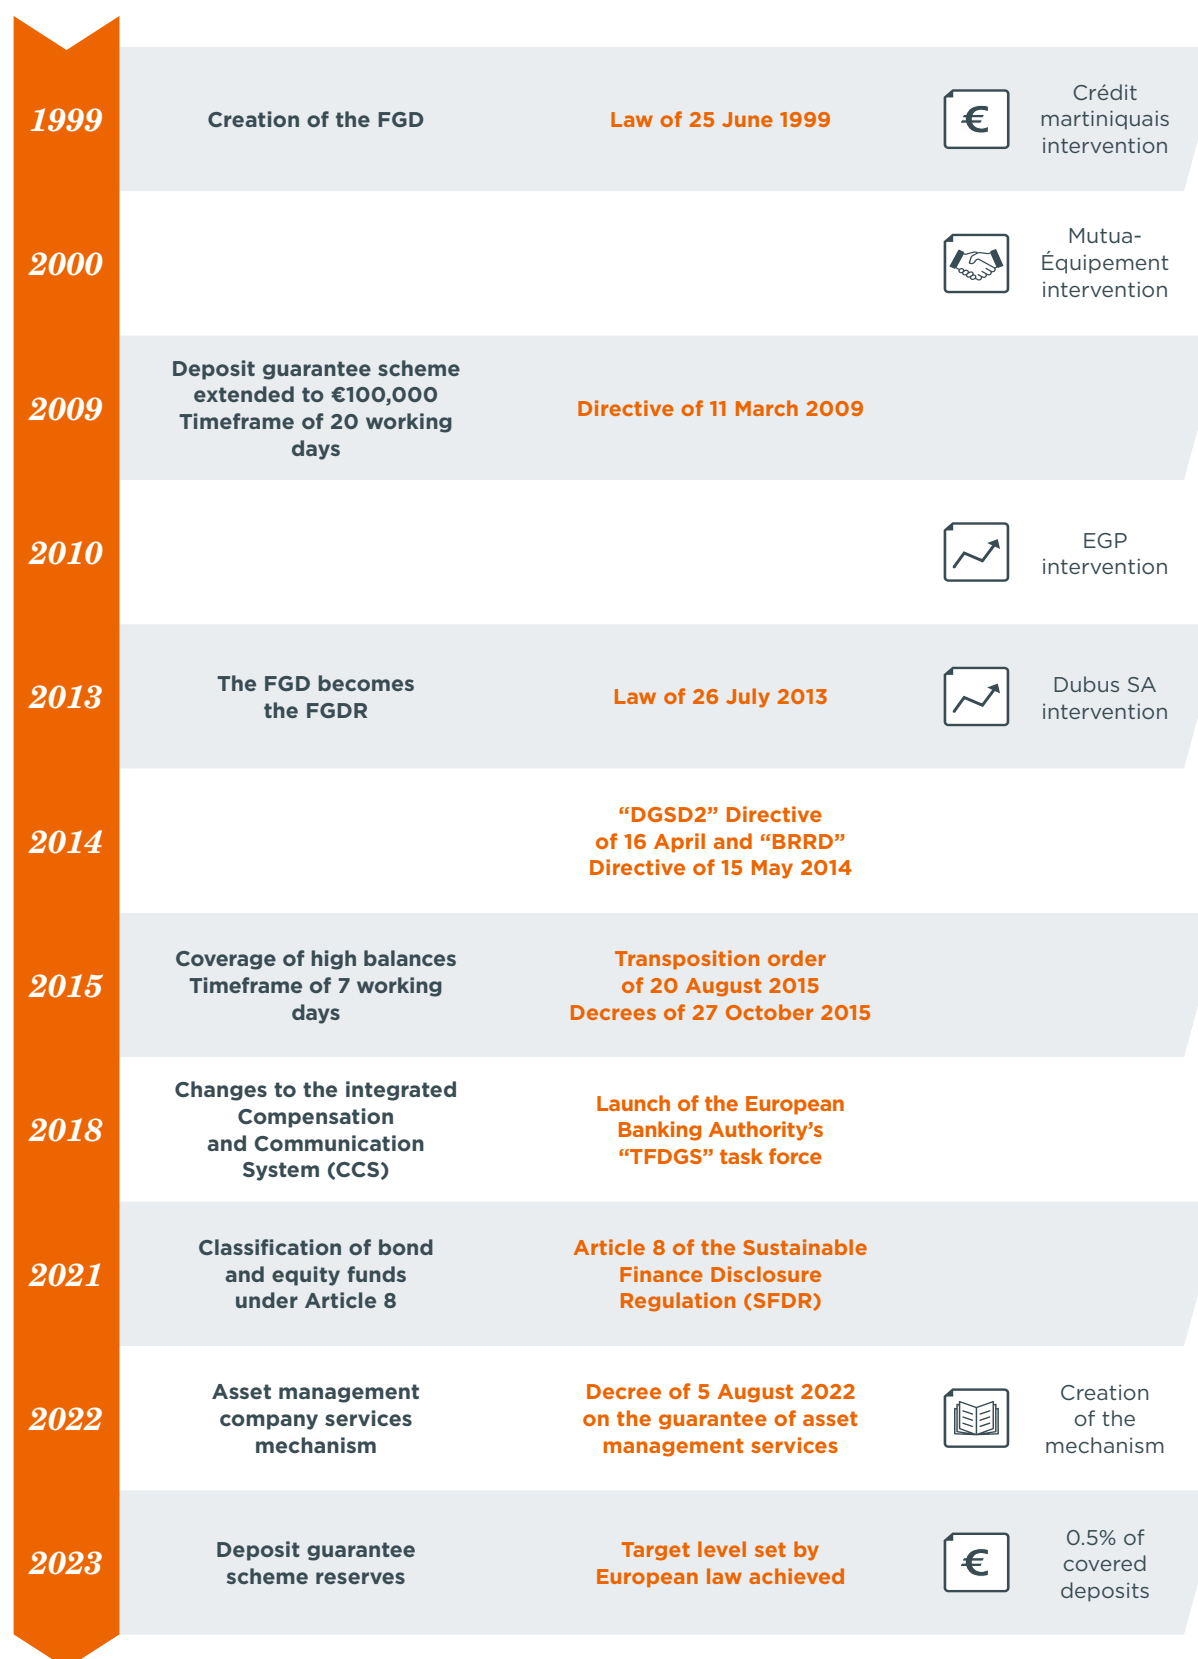 1999
Creation of the FGD
Law of 25 June 1999
€
Crédit
martiniquais
intervention
2000
Mutua-
Équipement
intervention
2009
Deposit guarantee scheme
extended to €100,000
Timeframe of 20 working
days
Directive of 11 March 2009
2010
EGP
intervention
2013
The FGD becomes
the FGDR
Law of 26 July 2013
Dubus SA
intervention
2014
“DGSD2” Directive
of 16 April and “BRRD”
Directive of 15 May 2014
2015
Coverage of high balances
Timeframe of 7 working
days
Transposition order
of 20 August 2015
Decrees of 27 October 2015
2018
Changes to the integrated
Compensation
and Communication
System (CCS)
Launch of the European
Banking Authority’s
“TFDGS” task force
2021
Classification of bond
and equity funds
under Article 8
Article 8 of the Sustainable
Finance Disclosure
Regulation (SFDR)
2022
Asset management
company services
mechanism
Decree of 5 August 2022
on the guarantee of asset
management services
Creation
of the
mechanism
2023
Deposit guarantee
scheme reserves
Target level set by
European law achieved
€
0.5% of
covered
deposits